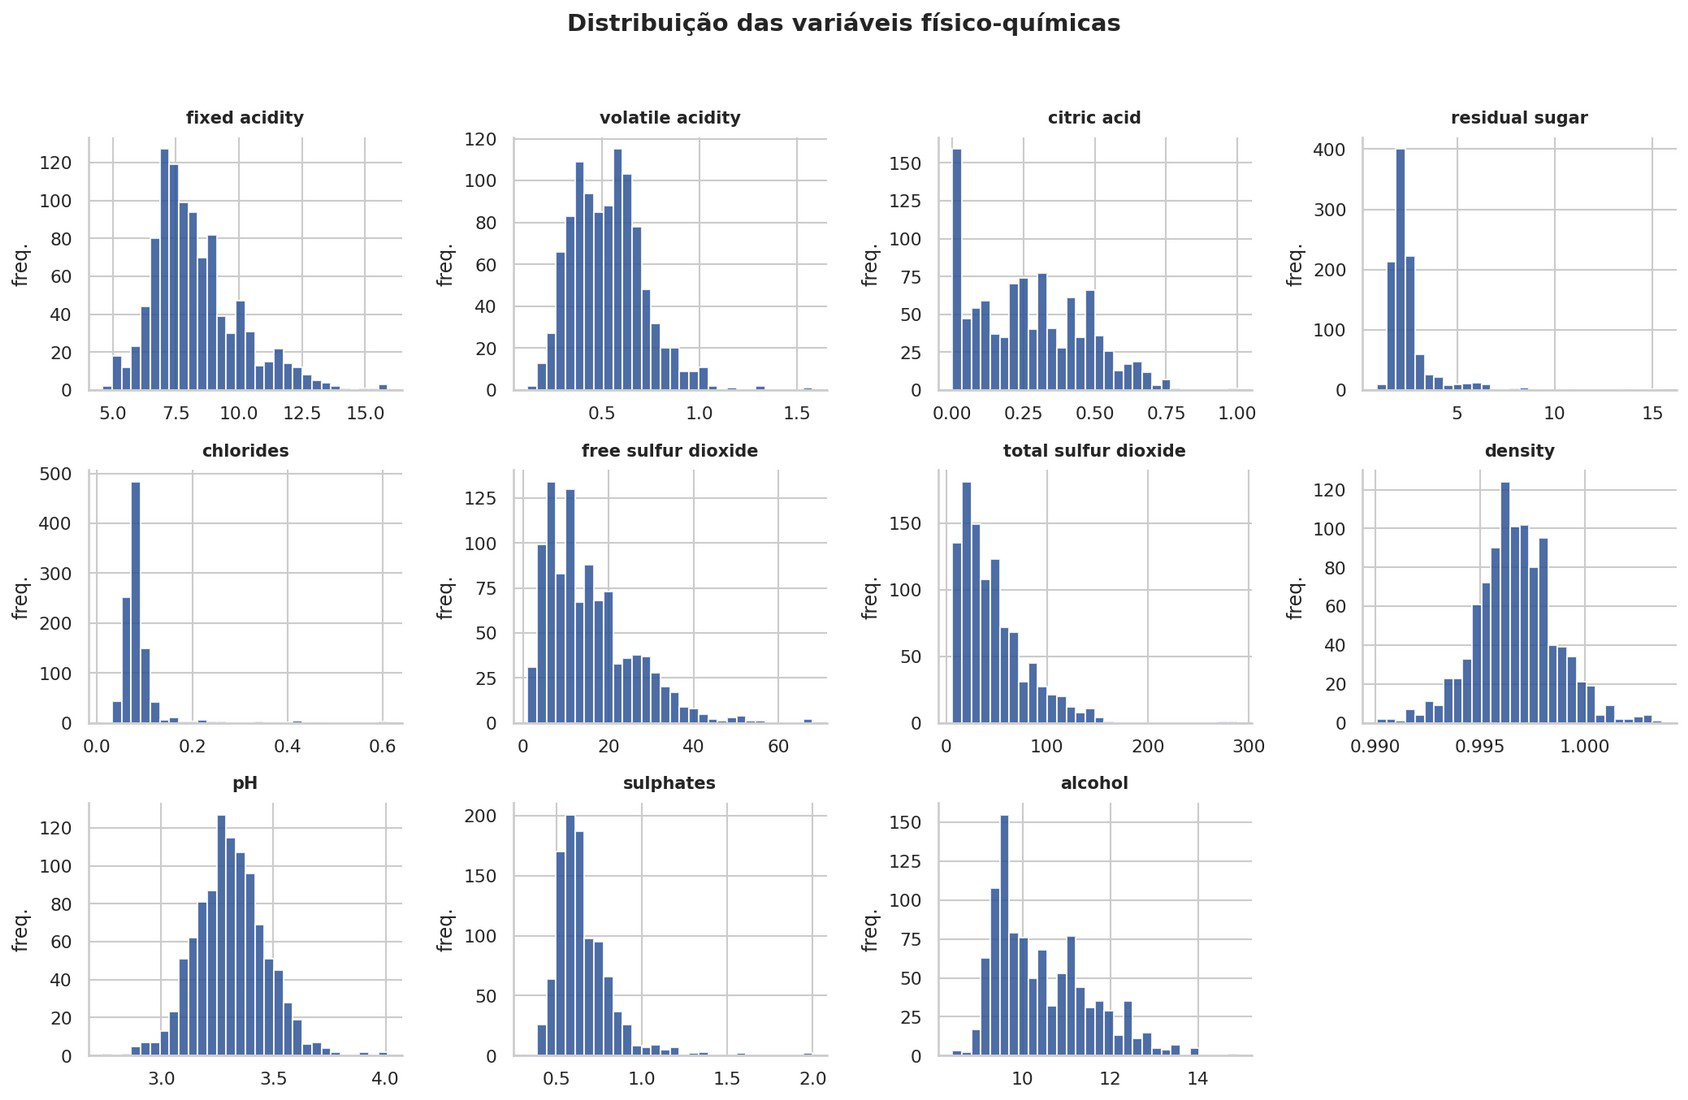 Distribuição das variáveis físico-químicas
fixed acidity
freq.
120
100
80
60
40
20
0
5.0 7.5 10.0 12.5 15.0
volatile acidity
freq.
120
100
80
60
40
20
0
0.5 1.0 1.5
citric acid
freq.
150
125
100
75
50
25
0
0.00 0.25 0.50 0.75 1.00
residual sugar
freq.
400
300
200
100
0
5 10 15
chlorides
freq.
500
400
300
200
100
0
0.0 0.2 0.4 0.6
free sulfur dioxide
freq.
125
100
75
50
25
0
0 20 40 60
total sulfur dioxide
freq.
150
100
50
0
0 100 200 300
density
freq.
120
100
80
60
40
20
0
0.990 0.995 1.000
pH
freq.
120
100
80
60
40
20
0
3.0 3.5 4.0
sulphates
freq.
200
150
100
50
0
0.5 1.0 1.5 2.0
alcohol
freq.
150
125
100
75
50
25
0
10 12 14